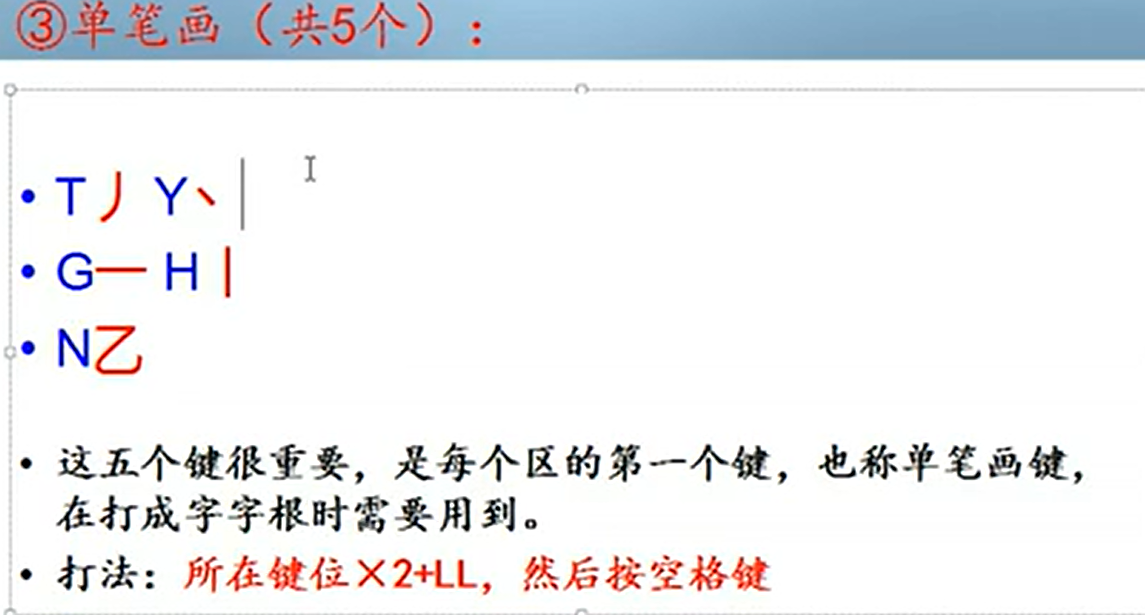 ③单笔画（共5个）：
• T丿 Y丶
• G一 H丨
• N乙
• 这五个键很重要，是每个区的第一个键，也称单笔画键，
在打成字字根时需要用到。
• 打法：所在键位×2+LL，然后按空格键